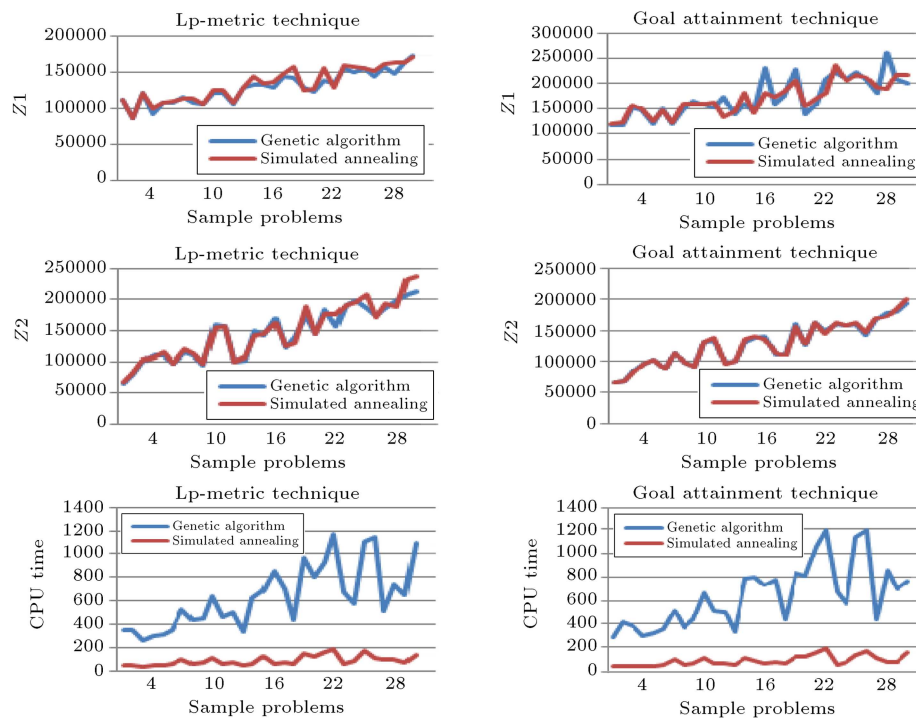 Lp-metric technique
200000
150000
100000
50000
0
Z1
Genetic algorithm
Simulated annealing
4 10 16 22 28
Sample problems
Goal attainment technique
300000
250000
200000
150000
100000
50000
0
Z1
Genetic algorithm
Simulated annealing
4 10 16 22 28
Sample problems
Lp-metric technique
250000
200000
150000
100000
50000
0
Z2
Genetic algorithm
Simulated annealing
4 10 16 22 28
Sample problems
Goal attainment technique
250000
200000
150000
100000
50000
0
Z2
Genetic algorithm
Simulated annealing
4 10 16 22 28
Sample problems
Lp-metric technique
1400
1200
1000
800
600
400
200
0
CPU time
Genetic algorithm
Simulated annealing
4 10 16 22 28
Sample problems
Goal attainment technique
1400
1200
1000
800
600
400
200
0
CPU time
Genetic algorithm
Simulated annealing
4 10 16 22 28
Sample problems